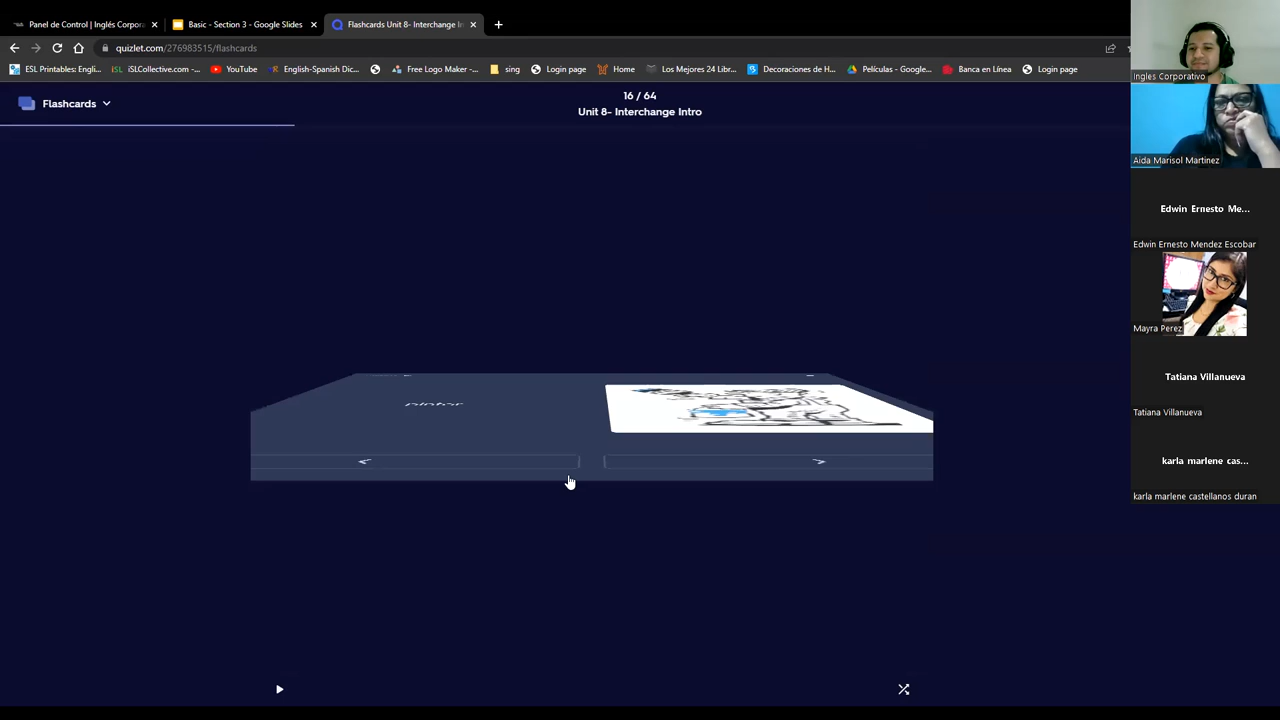 Panel de Control | Inglés Corpora
Basic - Section 3 - Google Slides
Flashcards Unit 8- Interchange In
quizlet.com/276983515/flashcards
ESL Printables: Engli...
iSLCollective.com -...
YouTube
English-Spanish Dic...
Free Logo Maker -...
sing
Login page
Home
Los Mejores 24 Libr...
Decoraciones de H...
Películas - Google...
Banca en Línea
Login page
Flashcards
16 / 64
Unit 8- Interchange Intro
pintor
Ingles Corporativo
Aida Marisol Martinez
Edwin Ernesto Me...
Edwin Ernesto Mendez Escobar
Mayra Perez
Tatiana Villanueva
Tatiana Villanueva
karla marlene cas...
karla marlene castellanos duran